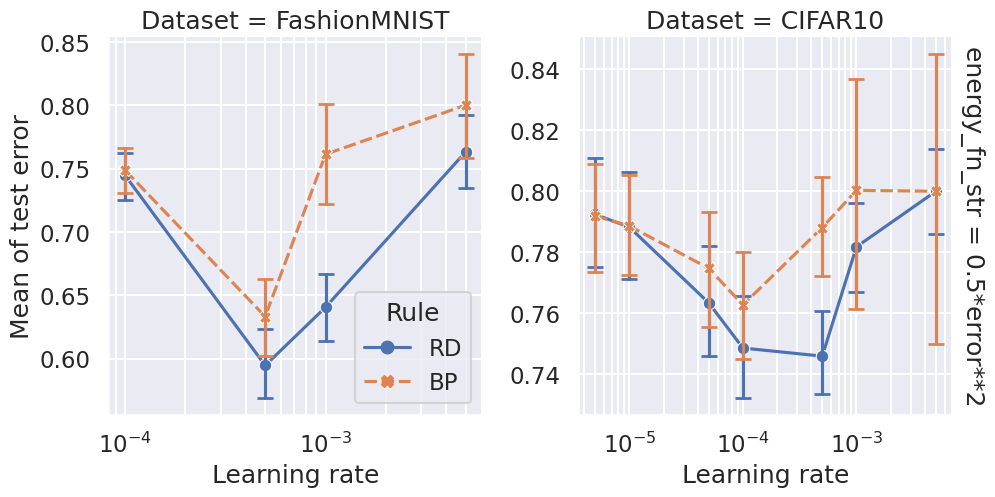 Dataset = FashionMNIST
0.85
0.80
0.75
0.70
0.65
0.60
Mean of test error
10⁻⁴
10⁻³
Learning rate
Rule
RD
BP
Dataset = CIFAR10
0.84
0.82
0.80
0.78
0.76
0.74
10⁻⁵
10⁻⁴
10⁻³
Learning rate
energy_fn_str = 0.5*error**2